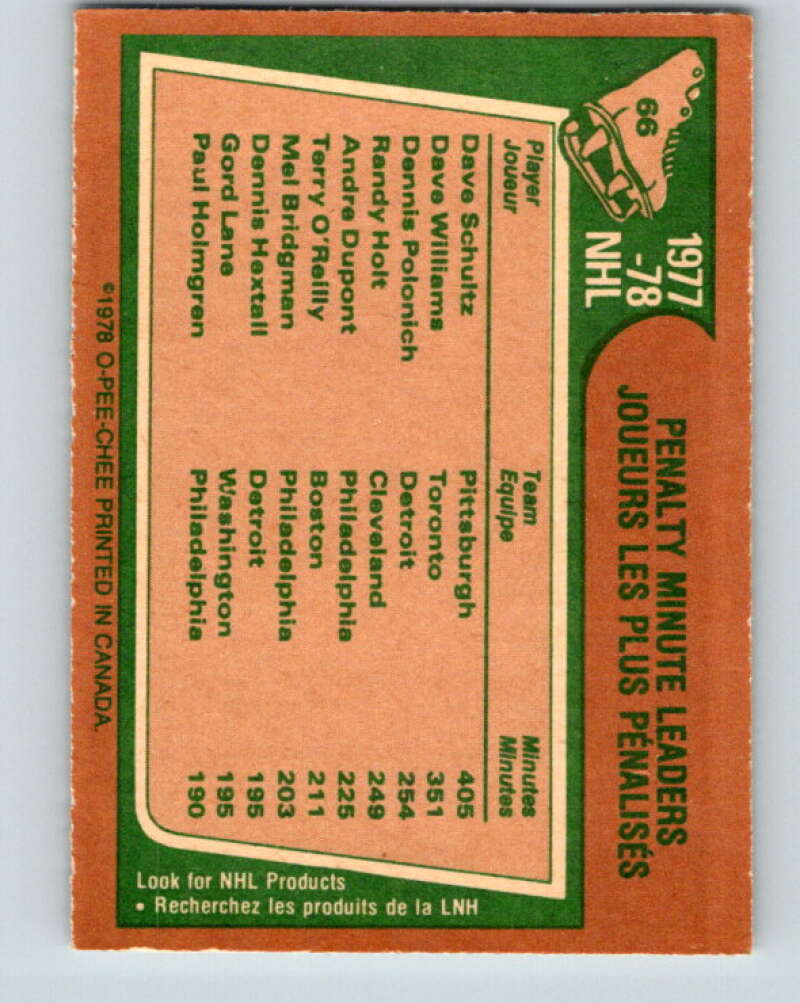 66
1977
-78
NHL
PENALTY MINUTE LEADERS
JOUEURS LES PLUS PÉNALISÉS
Player Team Minutes
Joueur Equipe Minutes
Dave Schultz Pittsburgh 405
Dave Williams Toronto 351
Dennis Polonich Detroit 254
Randy Holt Cleveland 249
Andre Dupont Philadelphia 225
Terry O'Reilly Boston 211
Mel Bridgman Philadelphia 203
Dennis Hextall Detroit 195
Gord Lane Washington 195
Paul Holmgren Philadelphia 190
©1978 O-PEE-CHEE PRINTED IN CANADA.
Look for NHL Products
• Recherchez les produits de la LNH